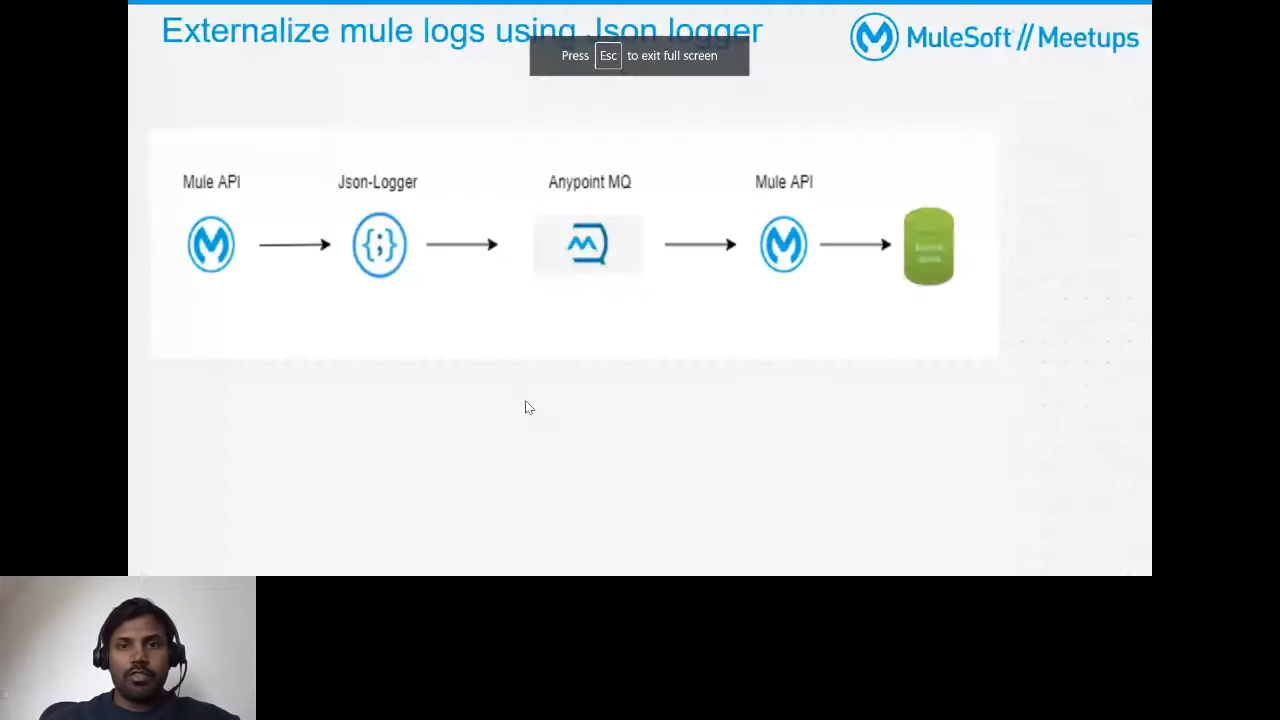 Externalize mule logs using Json logger
MuleSoft // Meetups
Press Esc to exit full screen
Mule API
Json-Logger
Anypoint MQ
Mule API